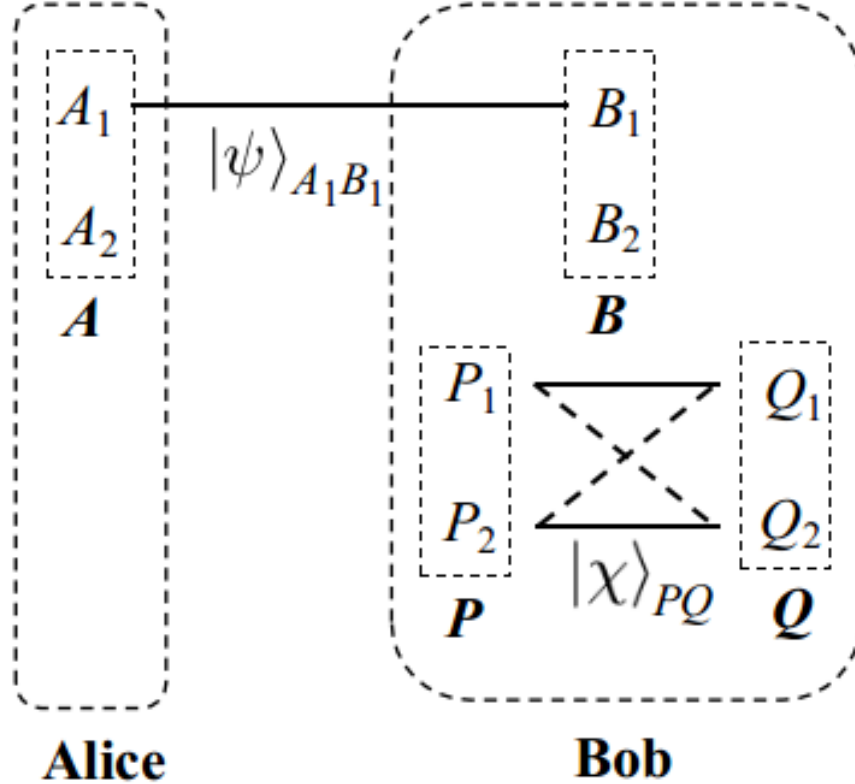 A₁ B₁
|ψ⟩A₁B₁
A₂ B₂
A B
P₁ Q₁
P₂ Q₂
|χ⟩PQ
P Q
Alice Bob